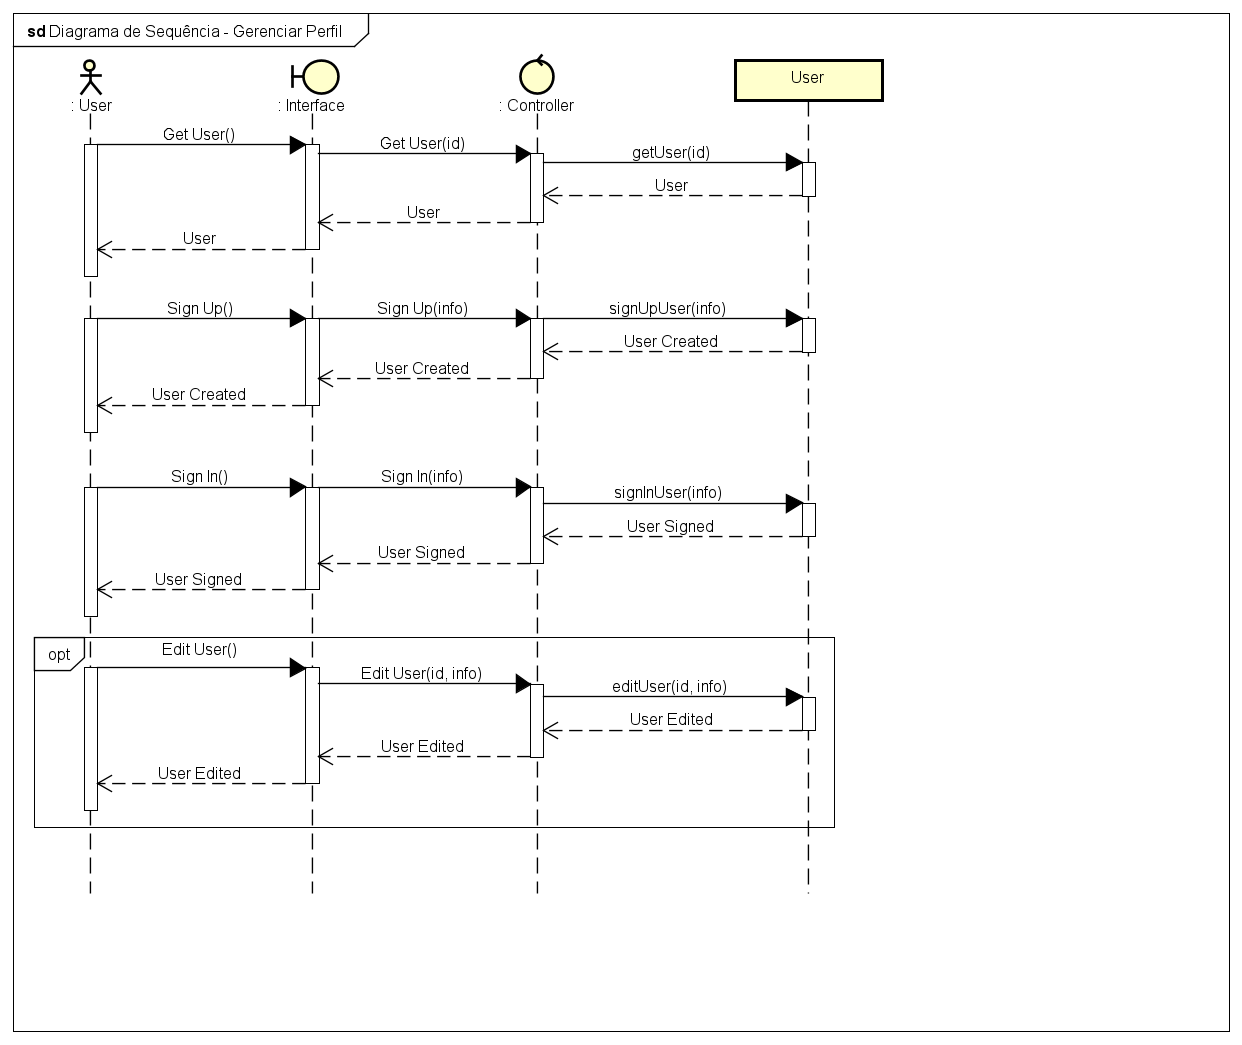 sd Diagrama de Sequência - Gerenciar Perfil
: User
: Interface
: Controller
User
Get User()
Get User(id)
getUser(id)
User
User
User
Sign Up()
Sign Up(info)
signUpUser(info)
User Created
User Created
User Created
Sign In()
Sign In(info)
signInUser(info)
User Signed
User Signed
User Signed
opt
Edit User()
Edit User(id, info)
editUser(id, info)
User Edited
User Edited
User Edited